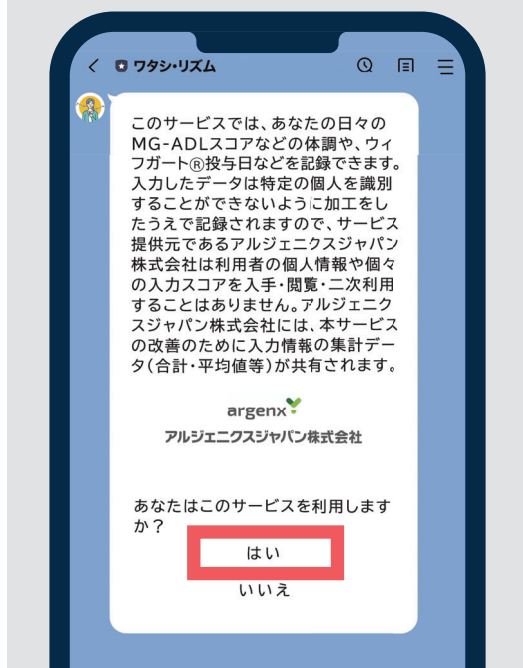 ワタシ・リズム
このサービスでは、あなたの日々の
MG-ADLスコアなどの体調や、ウィ
フガート®投与日などを記録できます。
入力したデータは特定の個人を識別
することができないように加工をし
たうえで記録されますので、サービス
提供元であるアルジェニクスジャパン
株式会社は利用者の個人情報や個々
の入力スコアを入手・閲覧・二次利用
することはありません。アルジェニク
スジャパン株式会社には、本サービス
の改善のために入力情報の集計デー
タ(合計・平均値等)が共有されます。
argenx
アルジェニクスジャパン株式会社
あなたはこのサービスを利用します
か？
はい
いいえ